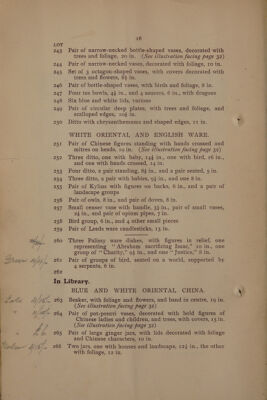 16
LOT
243 Pair of narrow-necked bottle-shaped vases, decorated with
trees and foliage, 20 in. (See illustration facing page 32)
244 Pair of narrow-necked vases, decorated with foliage, 10 in.
245 Set of 3 octagon-shaped vases, with covers decorated with
trees and flowers, 8½ in.
246 Pair of bottle-shaped vases, with birds and foliage, 8 in.
247 Four tea bowls, 4½ in., and 4 saucers, 6 in., with dragons
248 Six blue and white lids, various
249 Pair of circular deep plates, with trees and foliage, and
scalloped edges,
250 Ditto with chrysanthemums and shaped edges, 11 in.
WHITE ORIENTAL AND ENGLISH WARE.
251 Pair of Chinese figures standing with hands crossed and
mitres on heads, 12 in. (See illustration facing page 32)
252 Three ditto, one with baby, 14½ in., one with bird, 16 in.,
and one with hands crossed, 14 in.
253 Four ditto, a pair standing, 8½ in., and a pair seated, 5 in.
254 Three ditto, a pair with babies, 9½ in., and one 8 in.
255 Pair of Kylins with figures on backs, 6 in., and a pair of
landscape groups
256 Pair of owls, 8 in., and pair of doves, 8 in.
257 Small censer vase with handle, 3½ in., pair of small vases,
2½ in., and pair of opium pipes, 7 in.
258 Bird group, 6 in., and 4 other small pieces
259 Pair of Leeds ware candlesticks, 13 in.
260 Three Palissy ware dishes, with figures in relief, one
representing "Abraham sacrificing Isaac," 10 in., one
group of "Charity," 9½ in., and one "Justice," 8 in.
261 Pair of groups of bird, seated on a world, supported by
4 serpents, 6 in.
262
In Library.
BLUE AND WHITE ORIENTAL CHINA.
263 Beaker, with foliage and flowers, and band in centre, 19 in.
(See illustration facing page 32)
264 Pair of pot-pourri vases, decorated with bold figures of
Chinese ladies and children, and trees, with covers, 15 in.
(See illustration facing page 32)
265 Pair of large ginger jars, with lids decorated with foliage
and Chinese characters, 10 in.
266 Two jars, one with horses and landscape, 12½ in., the other
with foliage, 12 in.